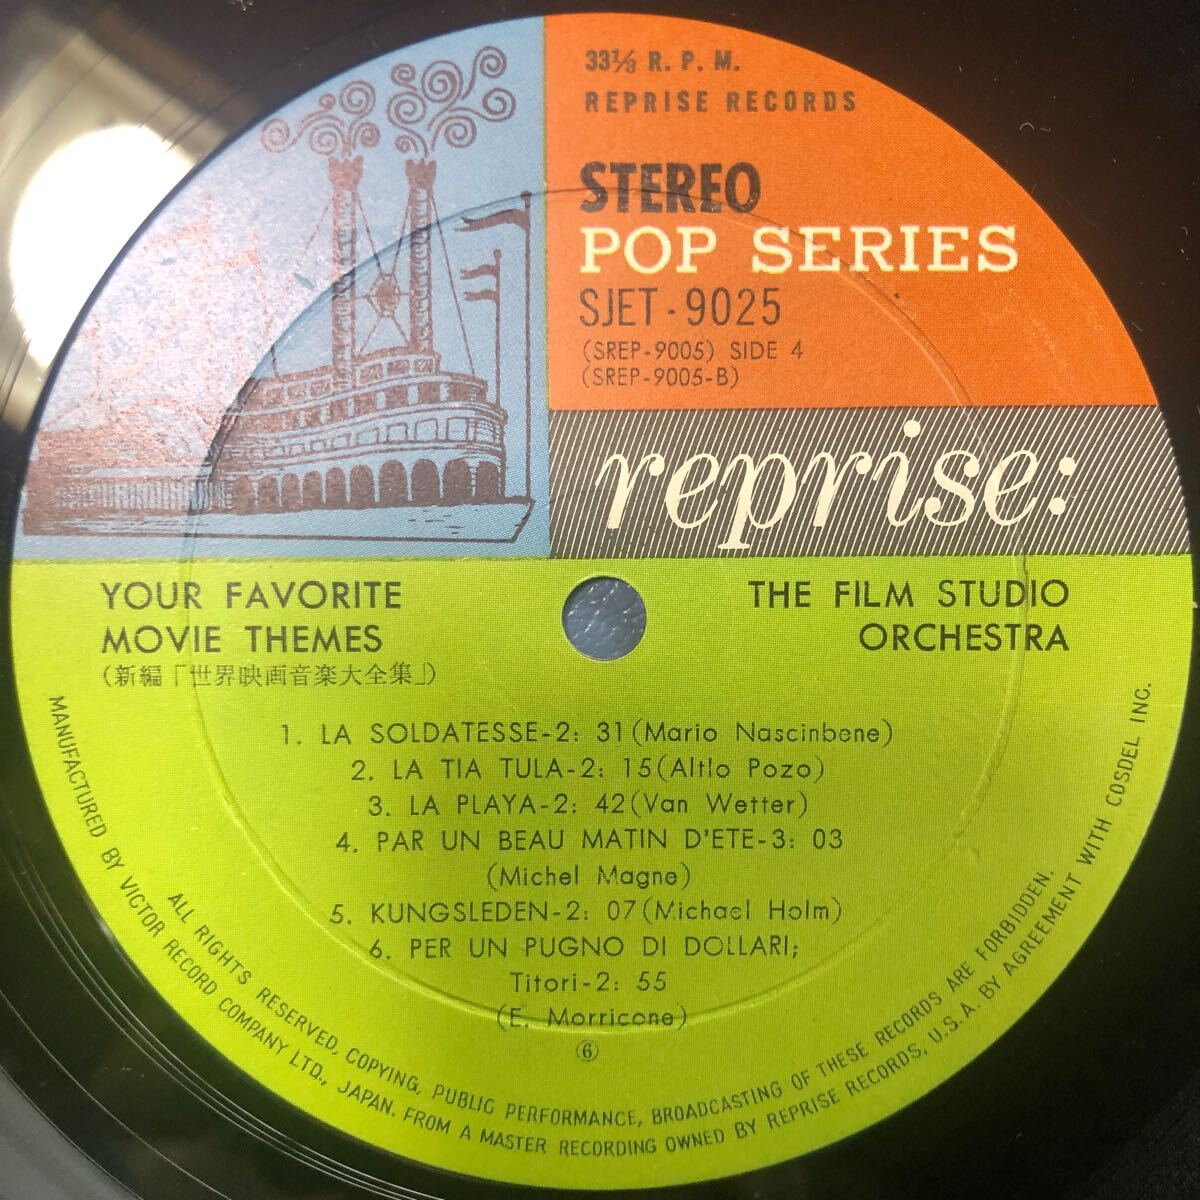 33⅓ R. P. M.
REPRISE RECORDS
STEREO
POP SERIES
SJET - 9025
(SREP-9005) SIDE 4
(SREP-9005-B)
reprise:
YOUR FAVORITE
MOVIE THEMES
(新編「世界映画音楽大全集」)
THE FILM STUDIO
ORCHESTRA
1. LA SOLDATESSE-2: 31(Mario Nascinbene)
2. LA TIA TULA-2: 15(Altlo Pozo)
3. LA PLAYA-2: 42(Van Wetter)
4. PAR UN BEAU MATIN D'ETE-3: 03
(Michel Magne)
5. KUNGSLEDEN-2: 07(Michael Holm)
6. PER UN PUGNO DI DOLLARI;
Titori-2: 55
(E. Morricone)
⑥
ALL RIGHTS RESERVED, COPYING, PUBLIC PERFORMANCE, BROADCASTING OF THESE RECORDS ARE FORBIDDEN.
MANUFACTURED BY VICTOR RECORD COMPANY LTD., JAPAN. FROM A MASTER RECORDING OWNED BY REPRISE RECORDS, U.S.A. BY AGREEMENT WITH COSDEL INC.